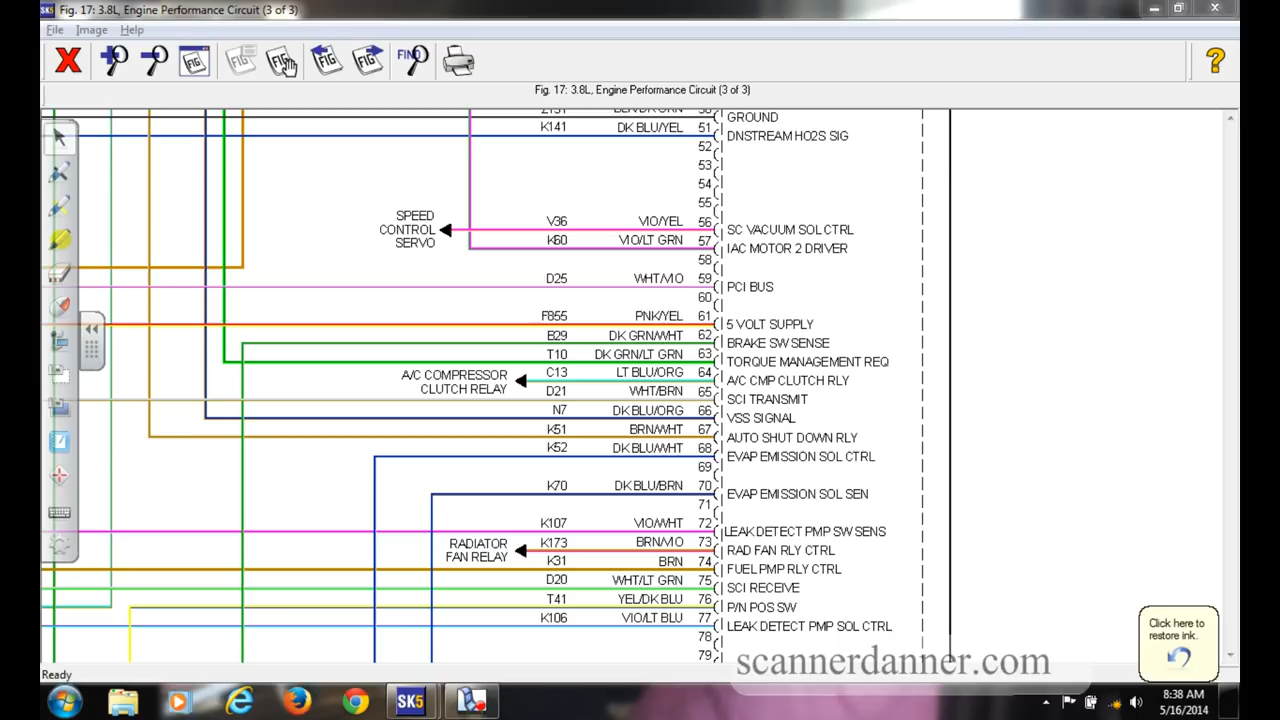 Fig. 17: 3.8L, Engine Performance Circuit (3 of 3)
File Image Help
Fig. 17: 3.8L, Engine Performance Circuit (3 of 3)
GROUND
K141 DK BLU/YEL 51 DNSTREAM HO2S SIG
52
53
54
55
SPEED CONTROL SERVO
V36 VIO/YEL 56 SC VACUUM SOL CTRL
K60 VIO/LT GRN 57 IAC MOTOR 2 DRIVER
58
D25 WHT/VIO 59 PCI BUS
60
F855 PNK/YEL 61 5 VOLT SUPPLY
B29 DK GRN/WHT 62 BRAKE SW SENSE
T10 DK GRN/LT GRN 63 TORQUE MANAGEMENT REQ
A/C COMPRESSOR CLUTCH RELAY
C13 LT BLU/ORG 64 A/C CMP CLUTCH RLY
D21 WHT/BRN 65 SCI TRANSMIT
N7 DK BLU/ORG 66 VSS SIGNAL
K51 BRN/WHT 67 AUTO SHUT DOWN RLY
K52 DK BLU/WHT 68 EVAP EMISSION SOL CTRL
69
K70 DK BLU/BRN 70 EVAP EMISSION SOL SEN
71
K107 VIO/WHT 72 LEAK DETECT PMP SW SENS
RADIATOR FAN RELAY
K173 BRN/VIO 73 RAD FAN RLY CTRL
K31 BRN 74 FUEL PMP RLY CTRL
D20 WHT/LT GRN 75 SCI RECEIVE
T41 YEL/DK BLU 76 P/N POS SW
K106 VIO/LT BLU 77 LEAK DETECT PMP SOL CTRL
78
79
Click here to
restore ink.
scannerdanner.com
Ready
SK5
8:38 AM
5/16/2014